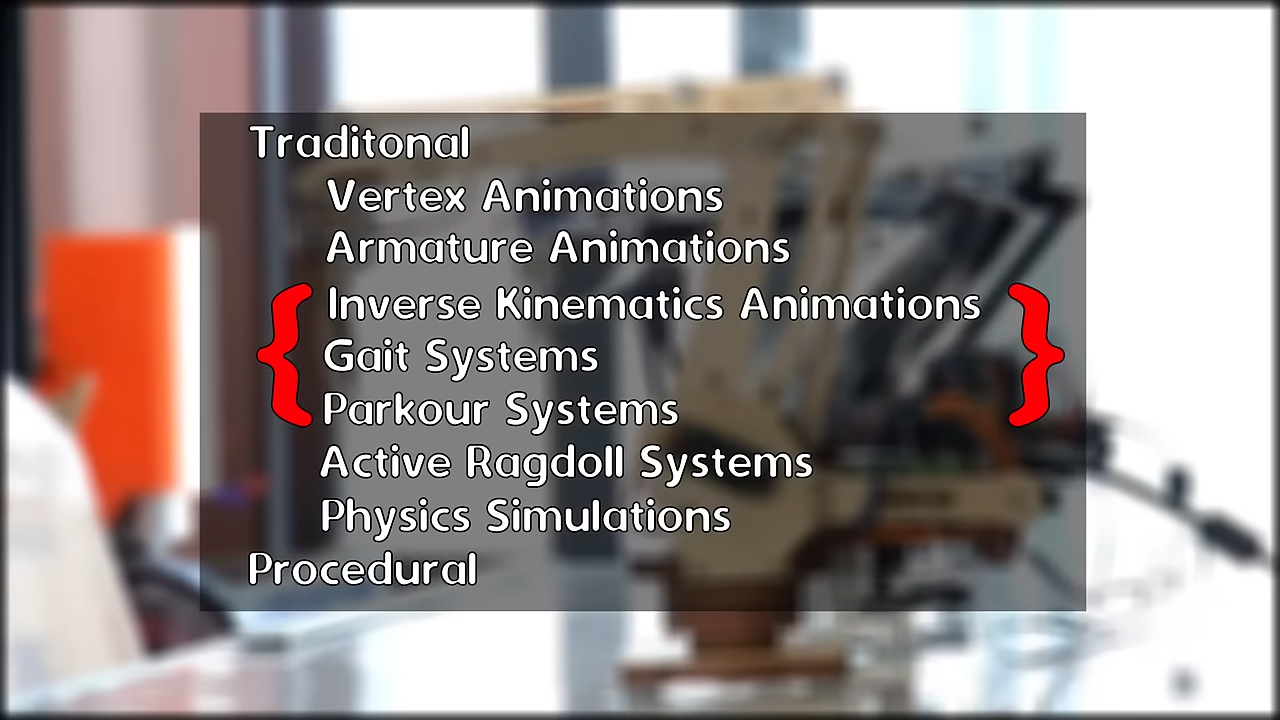 Traditonal
Vertex Animations
Armature Animations
Inverse Kinematics Animations
Gait Systems
Parkour Systems
Active Ragdoll Systems
Physics Simulations
Procedural